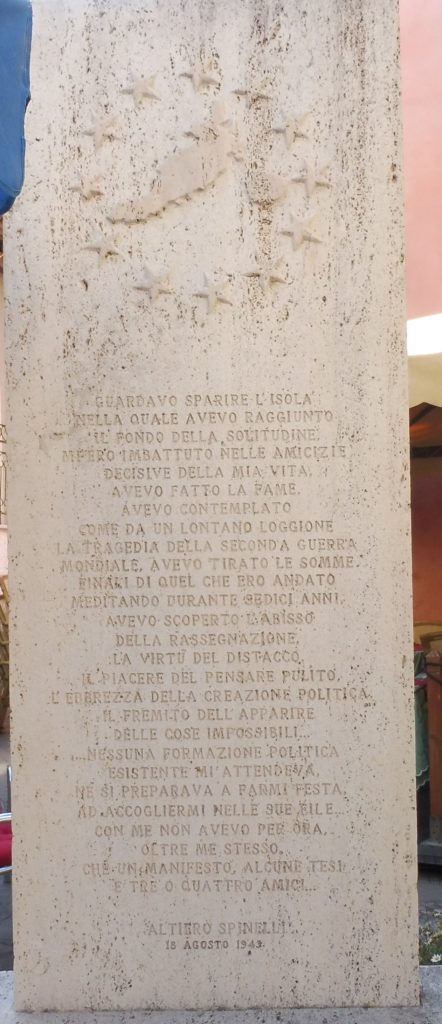 GUARDAVO SPARIRE L'ISOLA
NELLA QUALE AVEVO RAGGIUNTO
IL FONDO DELLA SOLITUDINE,
M'ERO IMBATTUTO NELLE AMICIZIE
DECISIVE DELLA MIA VITA,
AVEVO FATTO LA FAME,
AVEVO CONTEMPLATO
COME DA UN LONTANO LOGGIONE
LA TRAGEDIA DELLA SECONDA GUERRA
MONDIALE, AVEVO TIRATO LE SOMME
FINALI DI QUEL CHE ERO ANDATO
MEDITANDO DURANTE SEDICI ANNI,
AVEVO SCOPERTO L'ABISSO
DELLA RASSEGNAZIONE,
LA VIRTÙ DEL DISTACCO,
IL PIACERE DEL PENSARE PULITO,
L'EBBREZZA DELLA CREAZIONE POLITICA,
IL FREMITO DELL'APPARIRE
DELLE COSE IMPOSSIBILI...
...NESSUNA FORMAZIONE POLITICA
ESISTENTE MI ATTENDEVA,
NÈ SI PREPARAVA A FARMI FESTA,
AD ACCOGLIERMI NELLE SUE FILE...
CON ME NON AVEVO PER ORA,
OLTRE ME STESSO,
CHE UN MANIFESTO, ALCUNE TESI
E TRE O QUATTRO AMICI...
ALTIERO SPINELLI
18 AGOSTO 1943